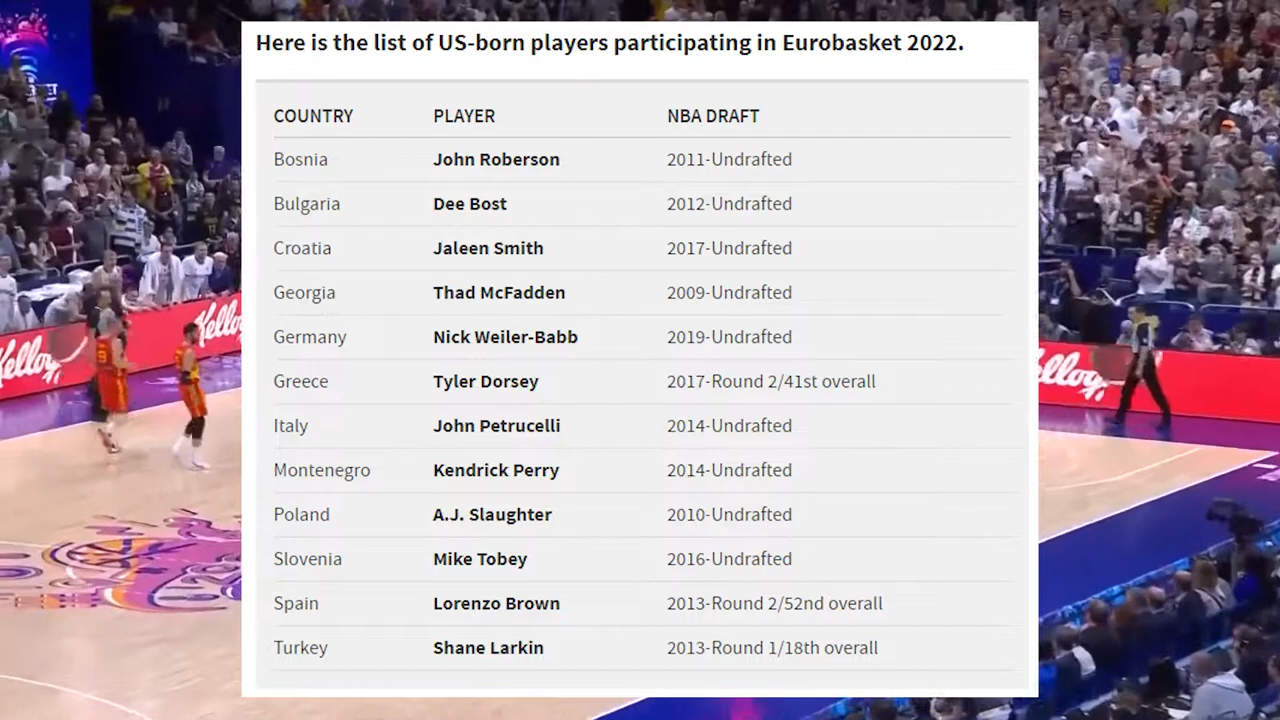 Here is the list of US-born players participating in Eurobasket 2022.
COUNTRY PLAYER NBA DRAFT
Bosnia John Roberson 2011-Undrafted
Bulgaria Dee Bost 2012-Undrafted
Croatia Jaleen Smith 2017-Undrafted
Georgia Thad McFadden 2009-Undrafted
Germany Nick Weiler-Babb 2019-Undrafted
Greece Tyler Dorsey 2017-Round 2/41st overall
Italy John Petrucelli 2014-Undrafted
Montenegro Kendrick Perry 2014-Undrafted
Poland A.J. Slaughter 2010-Undrafted
Slovenia Mike Tobey 2016-Undrafted
Spain Lorenzo Brown 2013-Round 2/52nd overall
Turkey Shane Larkin 2013-Round 1/18th overall